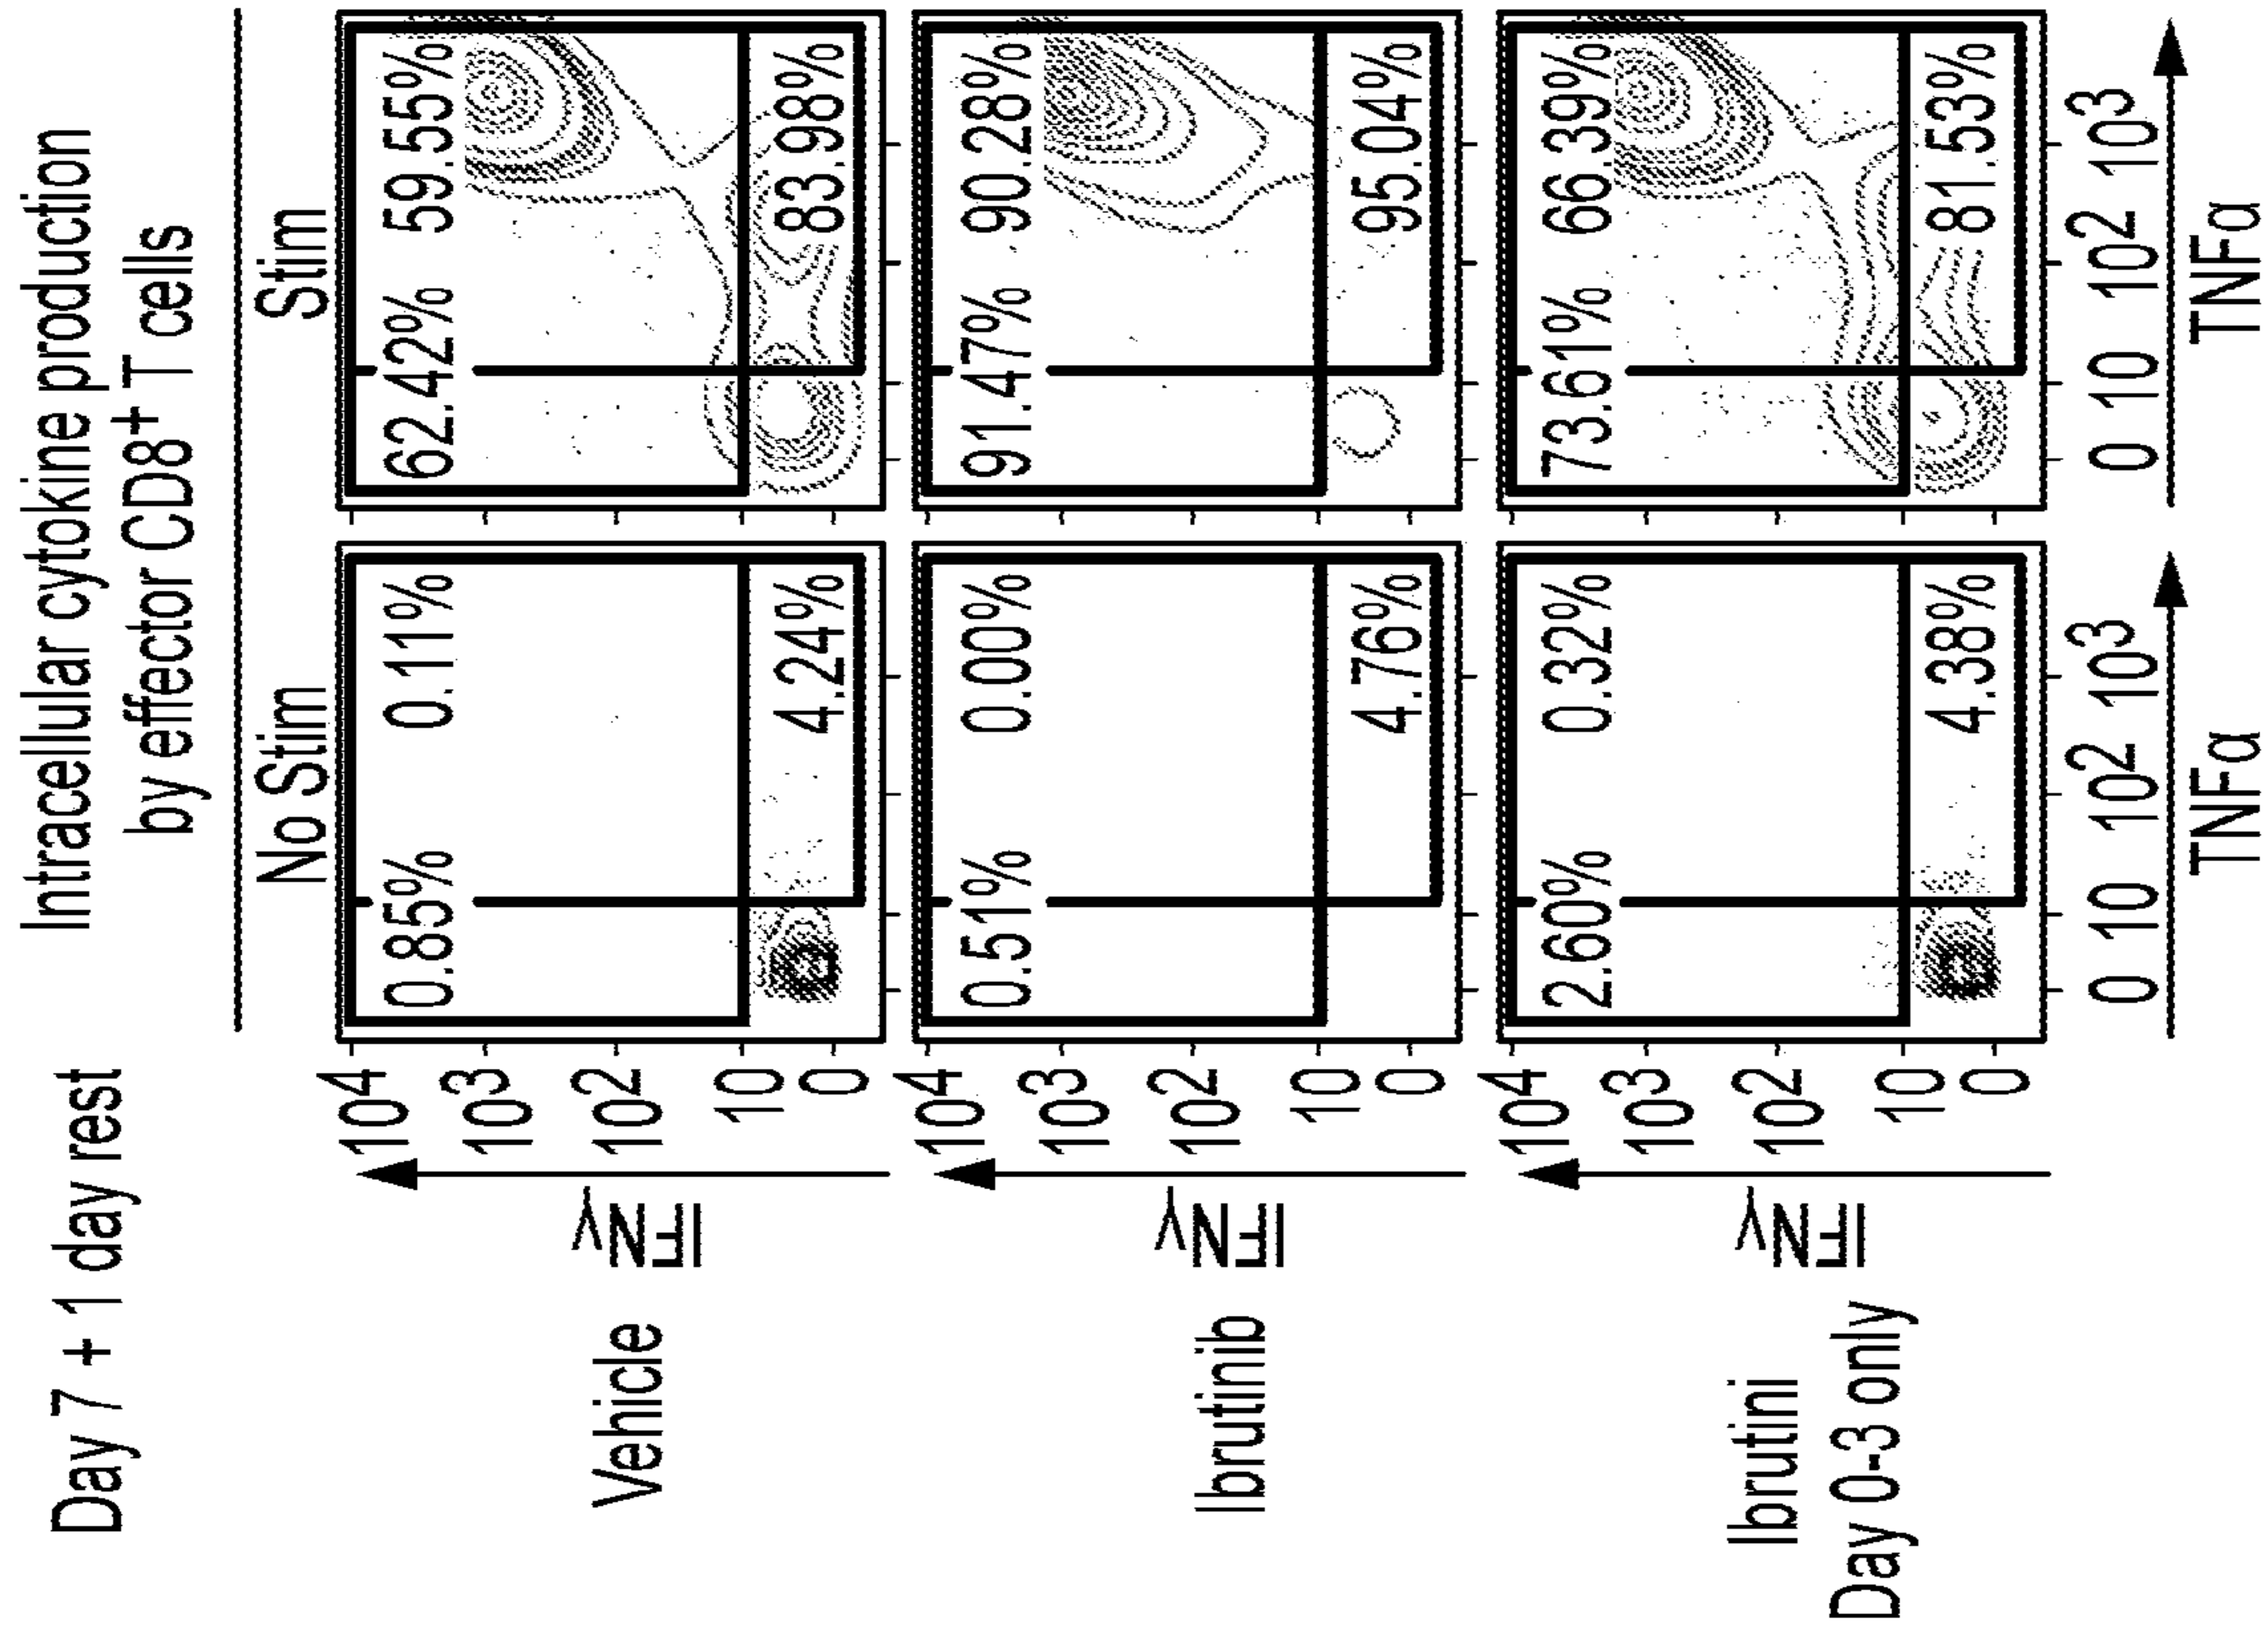 Intracellular cytokine production
by effector CD8+ T cells
Day 7 + 1 day rest
No Stim
Stim
Vehicle
IFNγ
10⁴
10³
10²
10
0
0.85% 0.11%
4.24%
62.42% 59.55%
83.98%
Ibrutinib
IFNγ
10⁴
10³
10²
10
0
0.51% 0.00%
4.76%
91.47% 90.28%
95.04%
Ibrutini
Day 0-3 only
IFNγ
10⁴
10³
10²
10
0
2.60% 0.32%
4.38%
73.61% 66.39%
81.53%
0 10 10² 10³
TNFα
0 10 10² 10³
TNFα